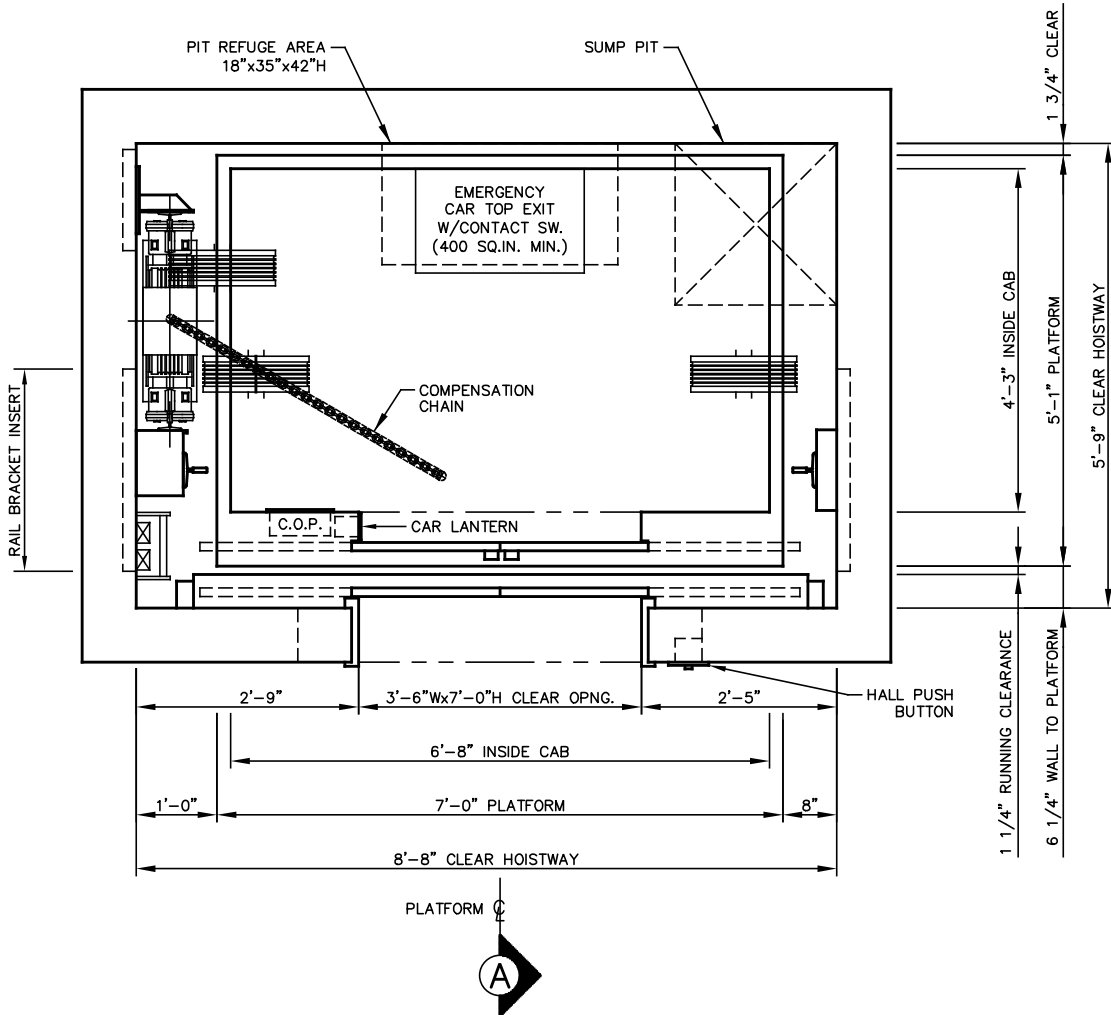 PIT REFUGE AREA
18”x35”x42”H
SUMP PIT
1 3/4” CLEAR
EMERGENCY
CAR TOP EXIT
W/CONTACT SW.
(400 SQ.IN. MIN.)
COMPENSATION
CHAIN
RAIL BRACKET INSERT
4’-3” INSIDE CAB
5’-1” PLATFORM
5’-9” CLEAR HOISTWAY
C.O.P.
CAR LANTERN
2’-9”
3’-6”Wx7’-0”H CLEAR OPNG.
2’-5”
HALL PUSH
BUTTON
6’-8” INSIDE CAB
1’-0”
7’-0” PLATFORM
8”
1 1/4” RUNNING CLEARANCE
6 1/4” WALL TO PLATFORM
8’-8” CLEAR HOISTWAY
PLATFORM ℄
A